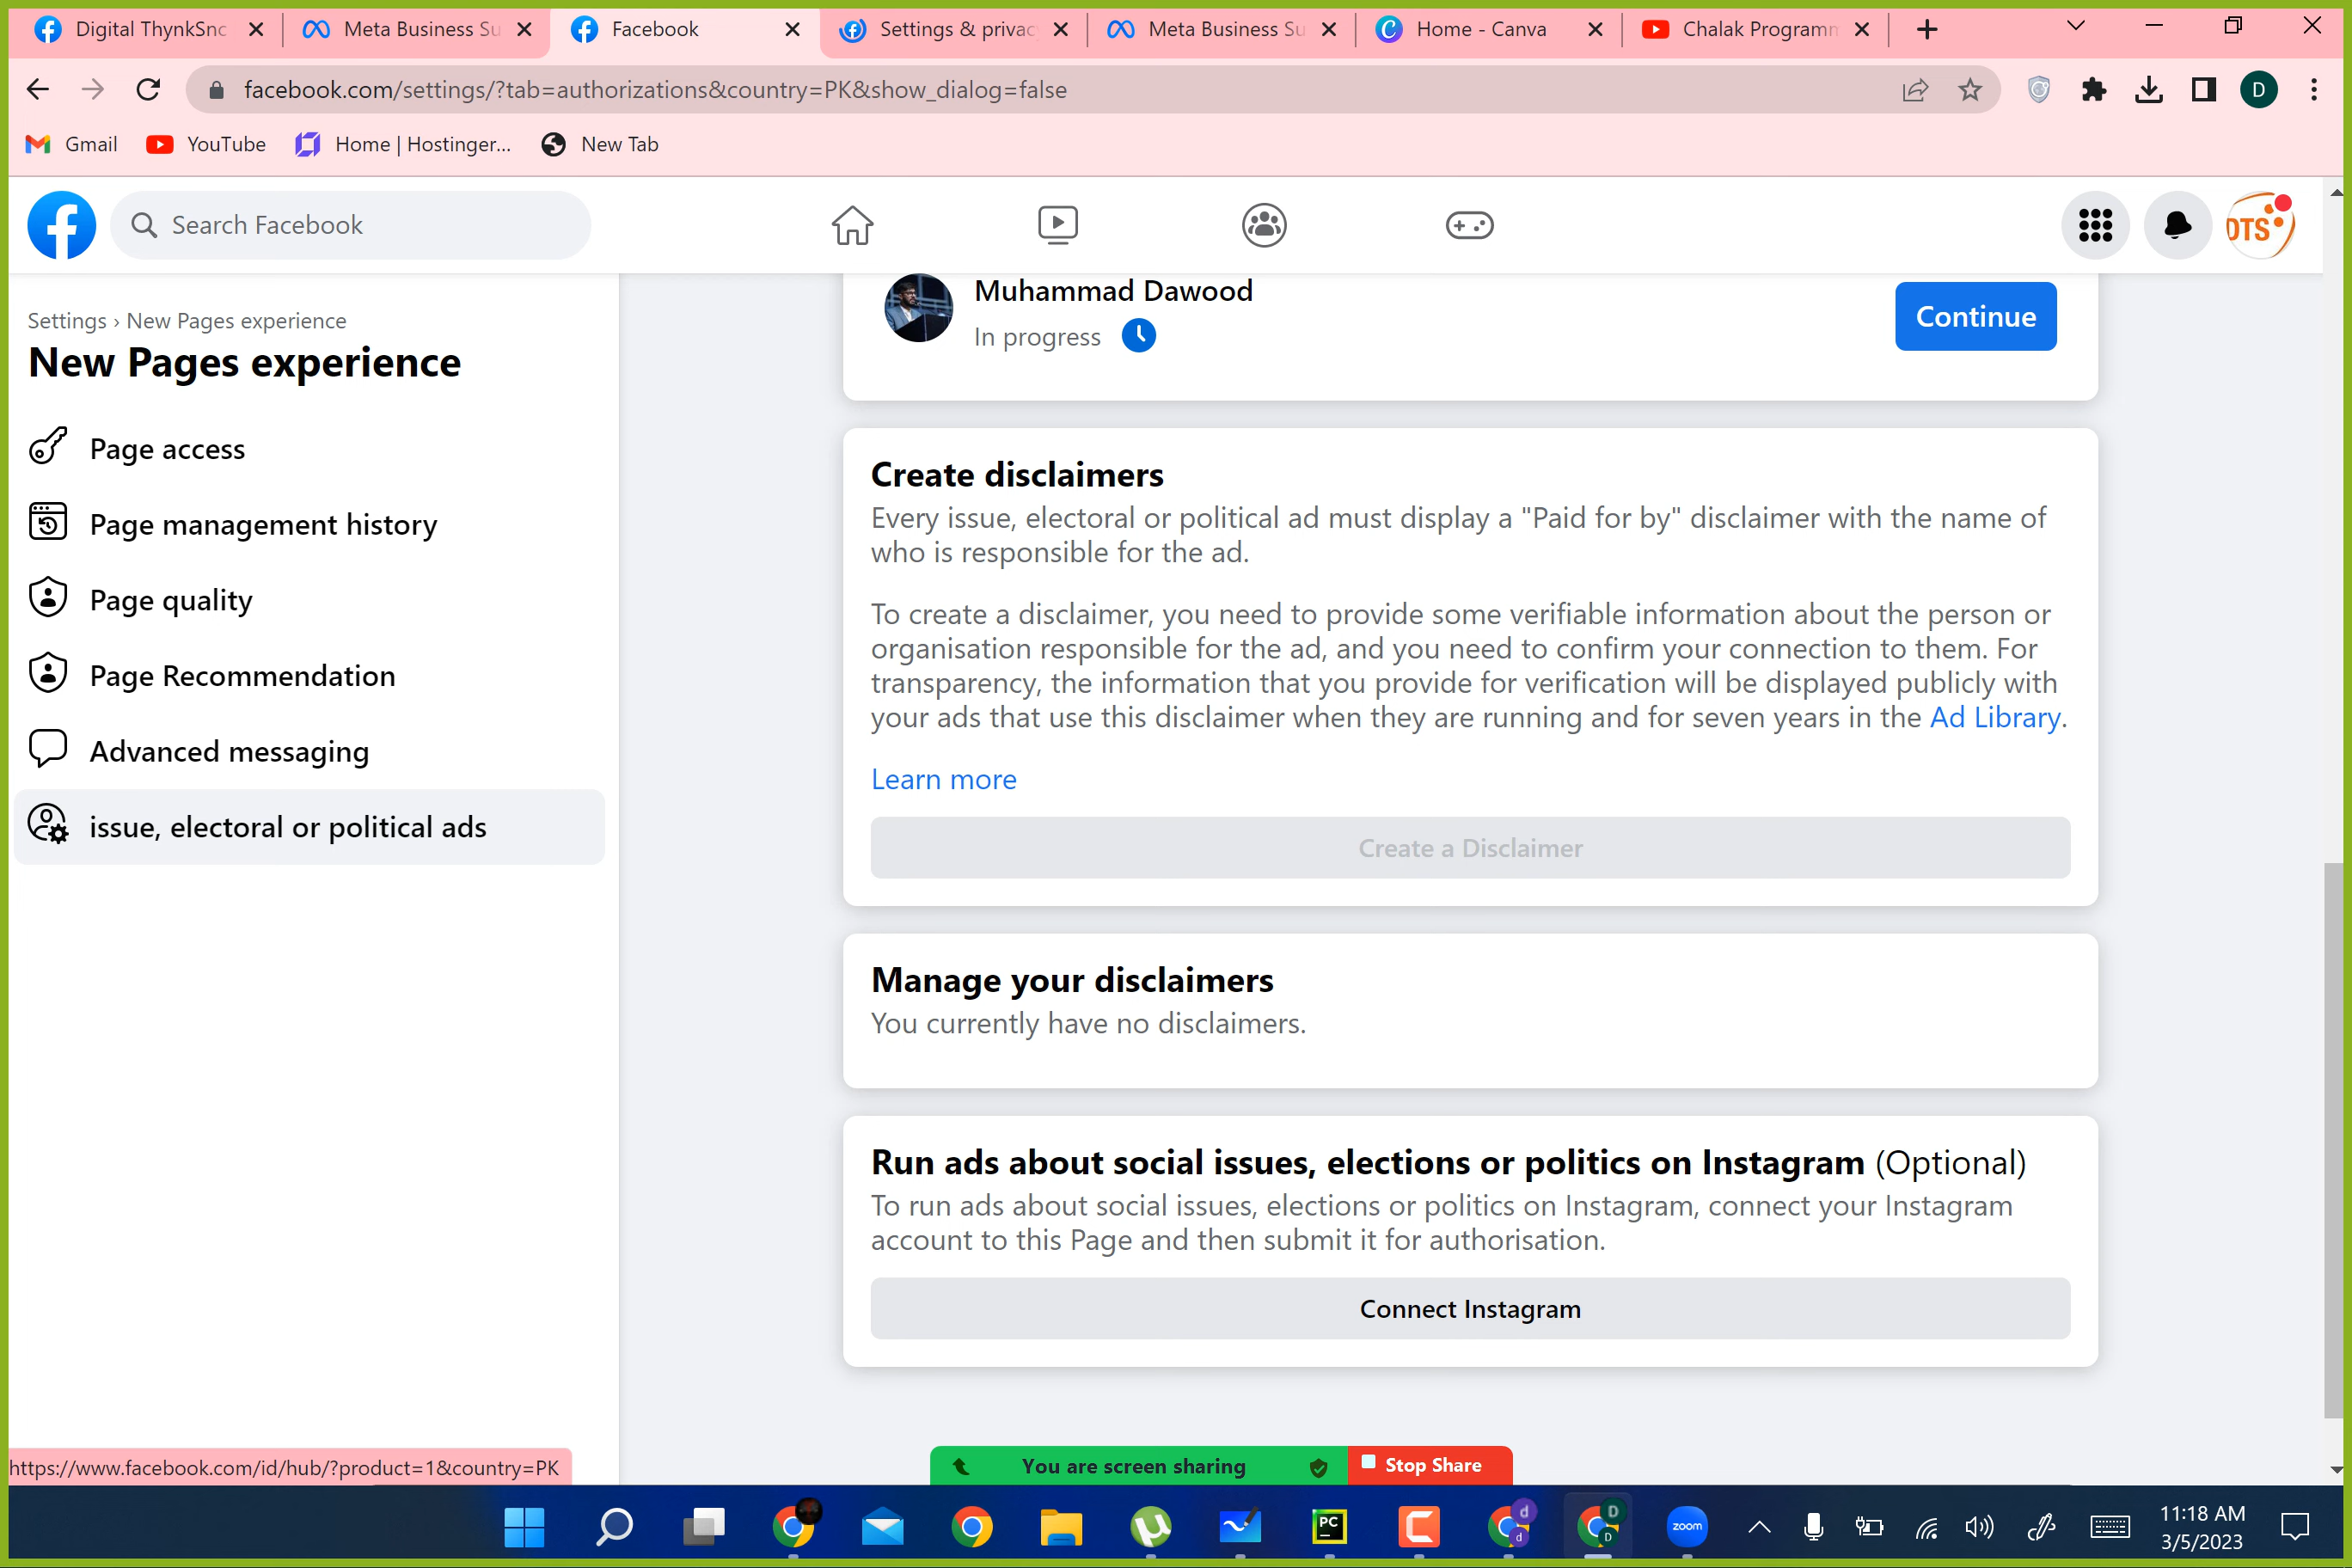 Digital ThynkSnc
Meta Business Su
Facebook
Settings & privac
Meta Business Su
Home - Canva
Chalak Programm
facebook.com/settings/?tab=authorizations&country=PK&show_dialog=false
D
Gmail
YouTube
Home | Hostinger...
New Tab
Search Facebook
DTS
Settings › New Pages experience
New Pages experience
Page access
Page management history
Page quality
Page Recommendation
Advanced messaging
issue, electoral or political ads
Muhammad Dawood
In progress
Continue
Create disclaimers
Every issue, electoral or political ad must display a "Paid for by" disclaimer with the name of
who is responsible for the ad.
To create a disclaimer, you need to provide some verifiable information about the person or
organisation responsible for the ad, and you need to confirm your connection to them. For
transparency, the information that you provide for verification will be displayed publicly with
your ads that use this disclaimer when they are running and for seven years in the Ad Library.
Learn more
Create a Disclaimer
Manage your disclaimers
You currently have no disclaimers.
Run ads about social issues, elections or politics on Instagram (Optional)
To run ads about social issues, elections or politics on Instagram, connect your Instagram
account to this Page and then submit it for authorisation.
Connect Instagram
https://www.facebook.com/id/hub/?product=1&country=PK
You are screen sharing
Stop Share
PC
d
d
D
D
zoom
11:18 AM
3/5/2023